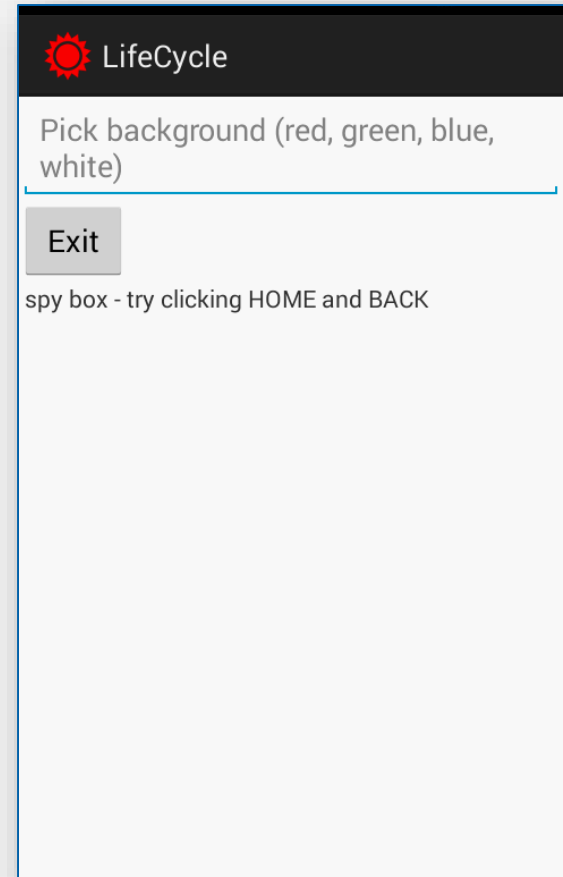 LifeCycle
Pick background (red, green, blue,
white)
Exit
spy box - try clicking HOME and BACK